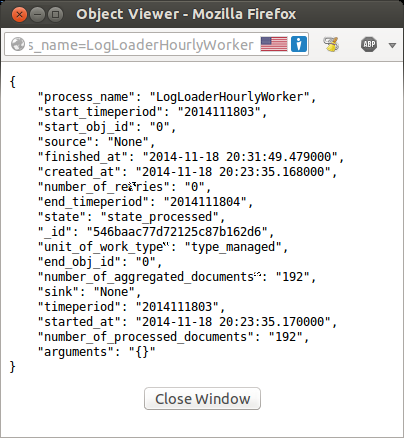 Object Viewer - Mozilla Firefox
s_name=LogLoaderHourlyWorker
ABP
{
"process_name": "LogLoaderHourlyWorker",
"start_timeperiod": "2014111803",
"start_obj_id": "0",
"source": "None",
"finished_at": "2014-11-18 20:31:49.479000",
"created_at": "2014-11-18 20:23:35.168000",
"number_of_retries": "0",
"end_timeperiod": "2014111804",
"state": "state_processed",
"_id": "546baac77d72125c87b162d6",
"unit_of_work_type": "type_managed",
"end_obj_id": "0",
"number_of_aggregated_documents": "192",
"sink": "None",
"timeperiod": "2014111803",
"started_at": "2014-11-18 20:23:35.170000",
"number_of_processed_documents": "192",
"arguments": "{}"
}
Close Window